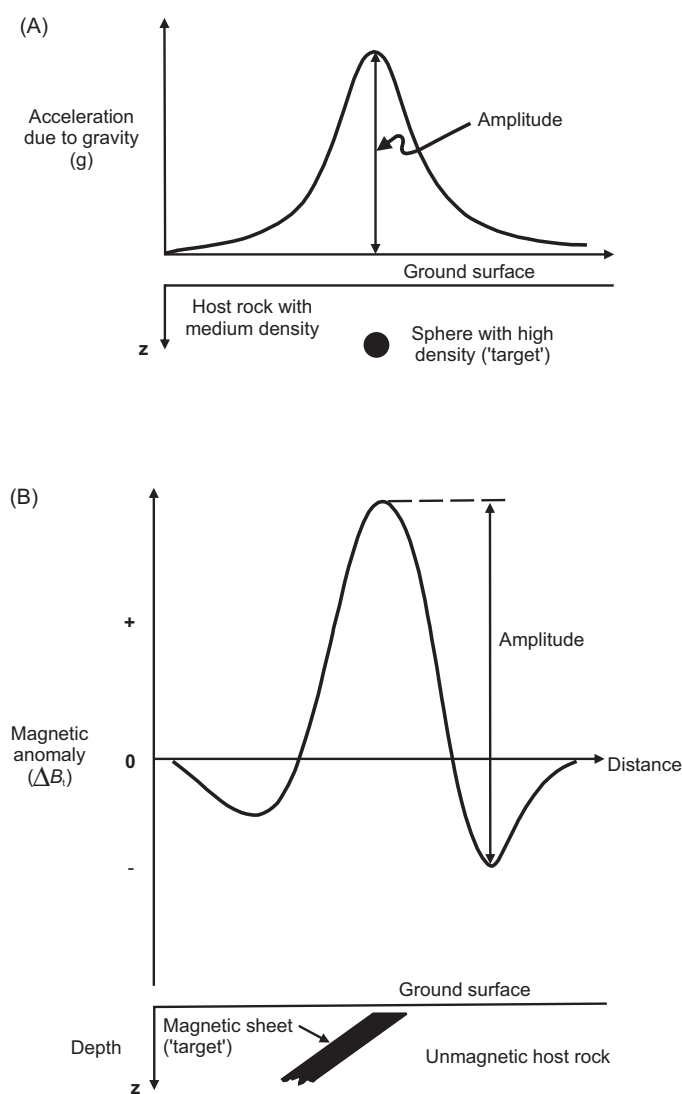 (A)
Acceleration
due to gravity
(g)
Amplitude
Ground surface
Host rock with
medium density
z
Sphere with high
density ('target')
(B)
+
Amplitude
Magnetic
anomaly
(ΔBₜ)
0
Distance
-
Ground surface
Depth
Magnetic sheet
('target')
Unmagnetic host rock
z